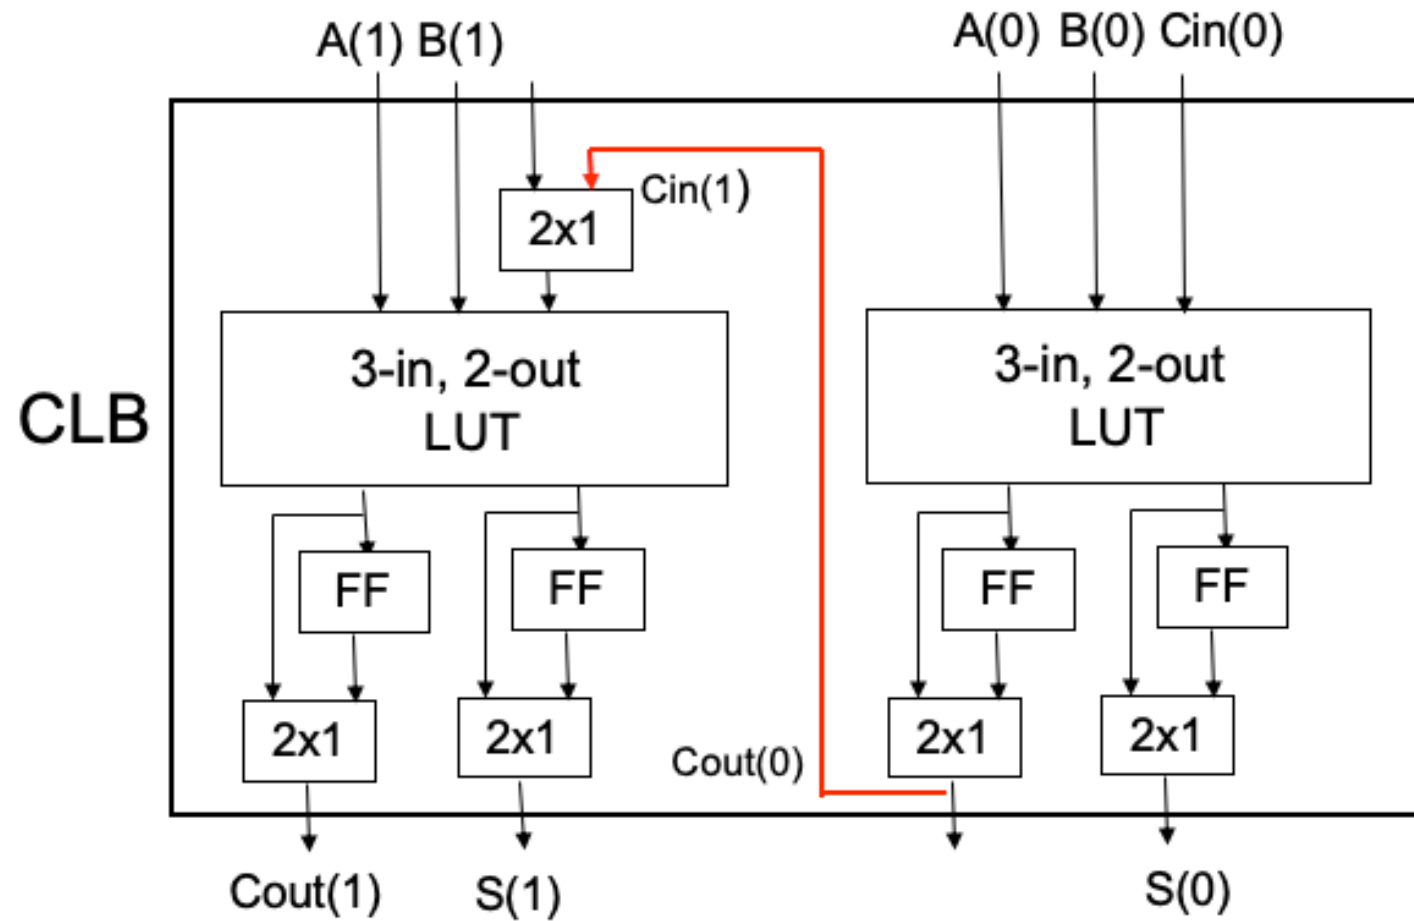 A(1) B(1)
A(0) B(0) Cin(0)
Cin(1)
2x1
3-in, 2-out
LUT
3-in, 2-out
LUT
CLB
FF
FF
FF
FF
2x1
2x1
Cout(0)
2x1
2x1
Cout(1)
S(1)
S(0)